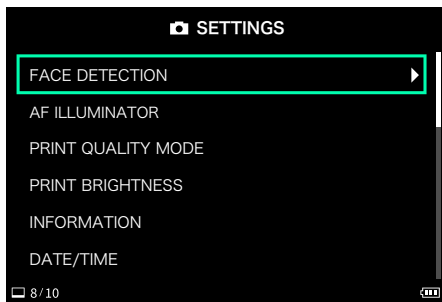 SETTINGS
FACE DETECTION
AF ILLUMINATOR
PRINT QUALITY MODE
PRINT BRIGHTNESS
INFORMATION
DATE/TIME
8/10